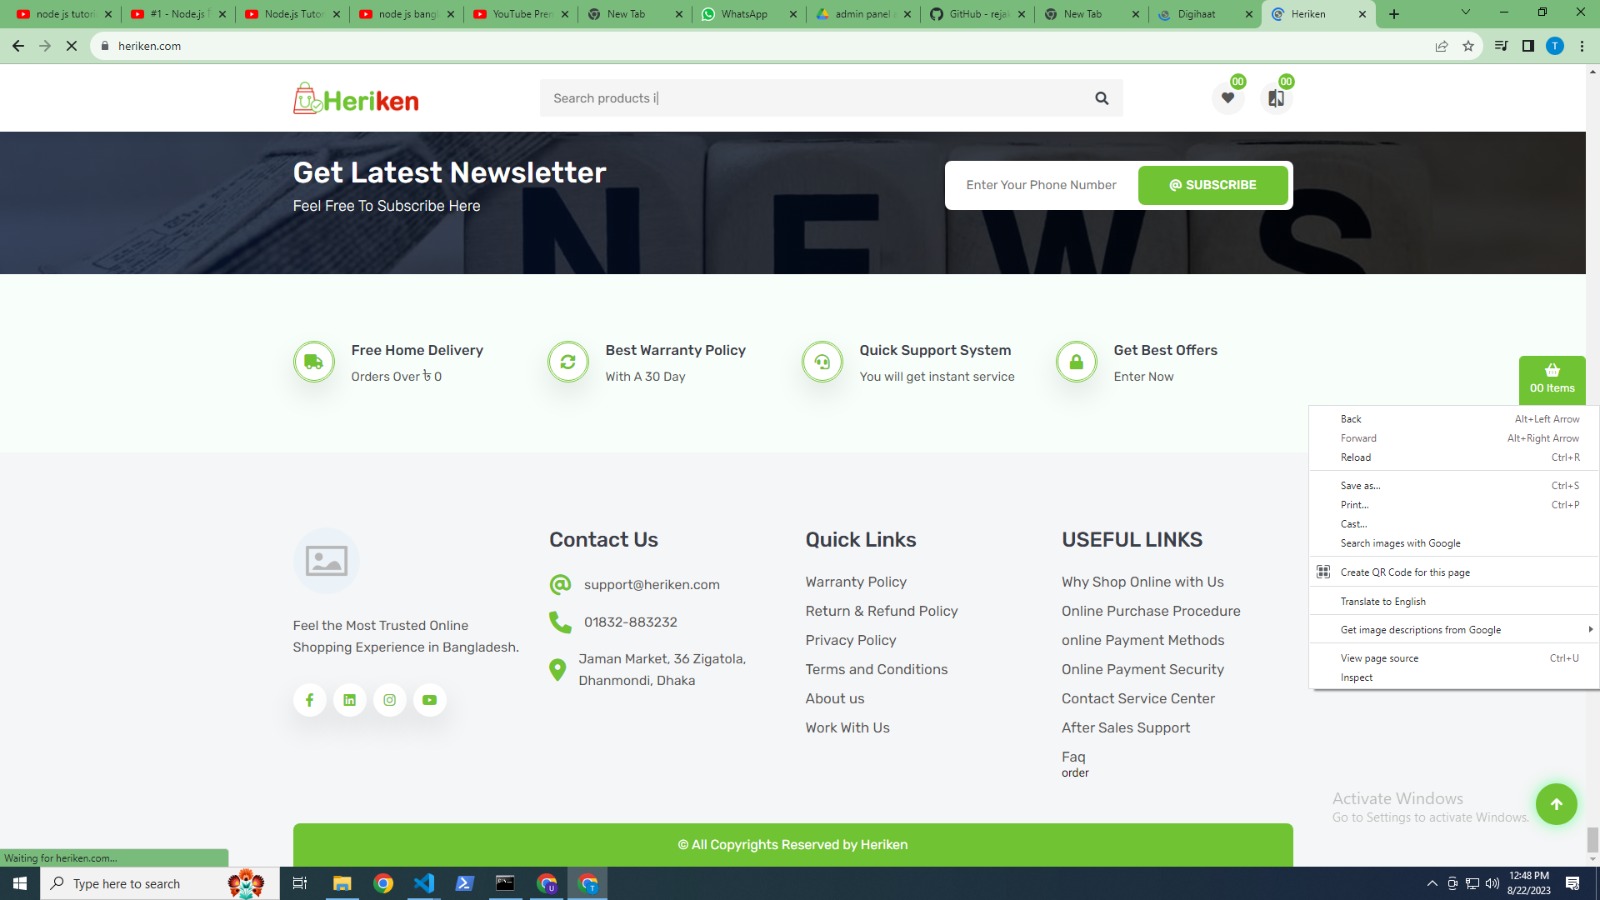 node js tutori
#1 - Node.js
Node.js Tuto
node js bang
YouTube Pre
New Tab
WhatsApp
admin panel
GitHub - reja
New Tab
Digihaat
Heriken
heriken.com
T
Heriken
Search products i|
00
00
Get Latest Newsletter
Feel Free To Subscribe Here
Enter Your Phone Number
@ SUBSCRIBE
NEWS
Free Home Delivery
Orders Over ৳ 0
Best Warranty Policy
With A 30 Day
Quick Support System
You will get instant service
Get Best Offers
Enter Now
00 Items
Back Alt+Left Arrow
Forward Alt+Right Arrow
Reload Ctrl+R
Save as... Ctrl+S
Print... Ctrl+P
Cast...
Search images with Google
Create QR Code for this page
Translate to English
Get image descriptions from Google
View page source Ctrl+U
Inspect
Feel the Most Trusted Online
Shopping Experience in Bangladesh.
Contact Us
support@heriken.com
01832-883232
Jaman Market, 36 Zigatola,
Dhanmondi, Dhaka
Quick Links
Warranty Policy
Return & Refund Policy
Privacy Policy
Terms and Conditions
About us
Work With Us
USEFUL LINKS
Why Shop Online with Us
Online Purchase Procedure
online Payment Methods
Online Payment Security
Contact Service Center
After Sales Support
Faq
order
Activate Windows
Go to Settings to activate Windows.
© All Copyrights Reserved by Heriken
Waiting for heriken.com...
Type here to search
12:48 PM
8/22/2023